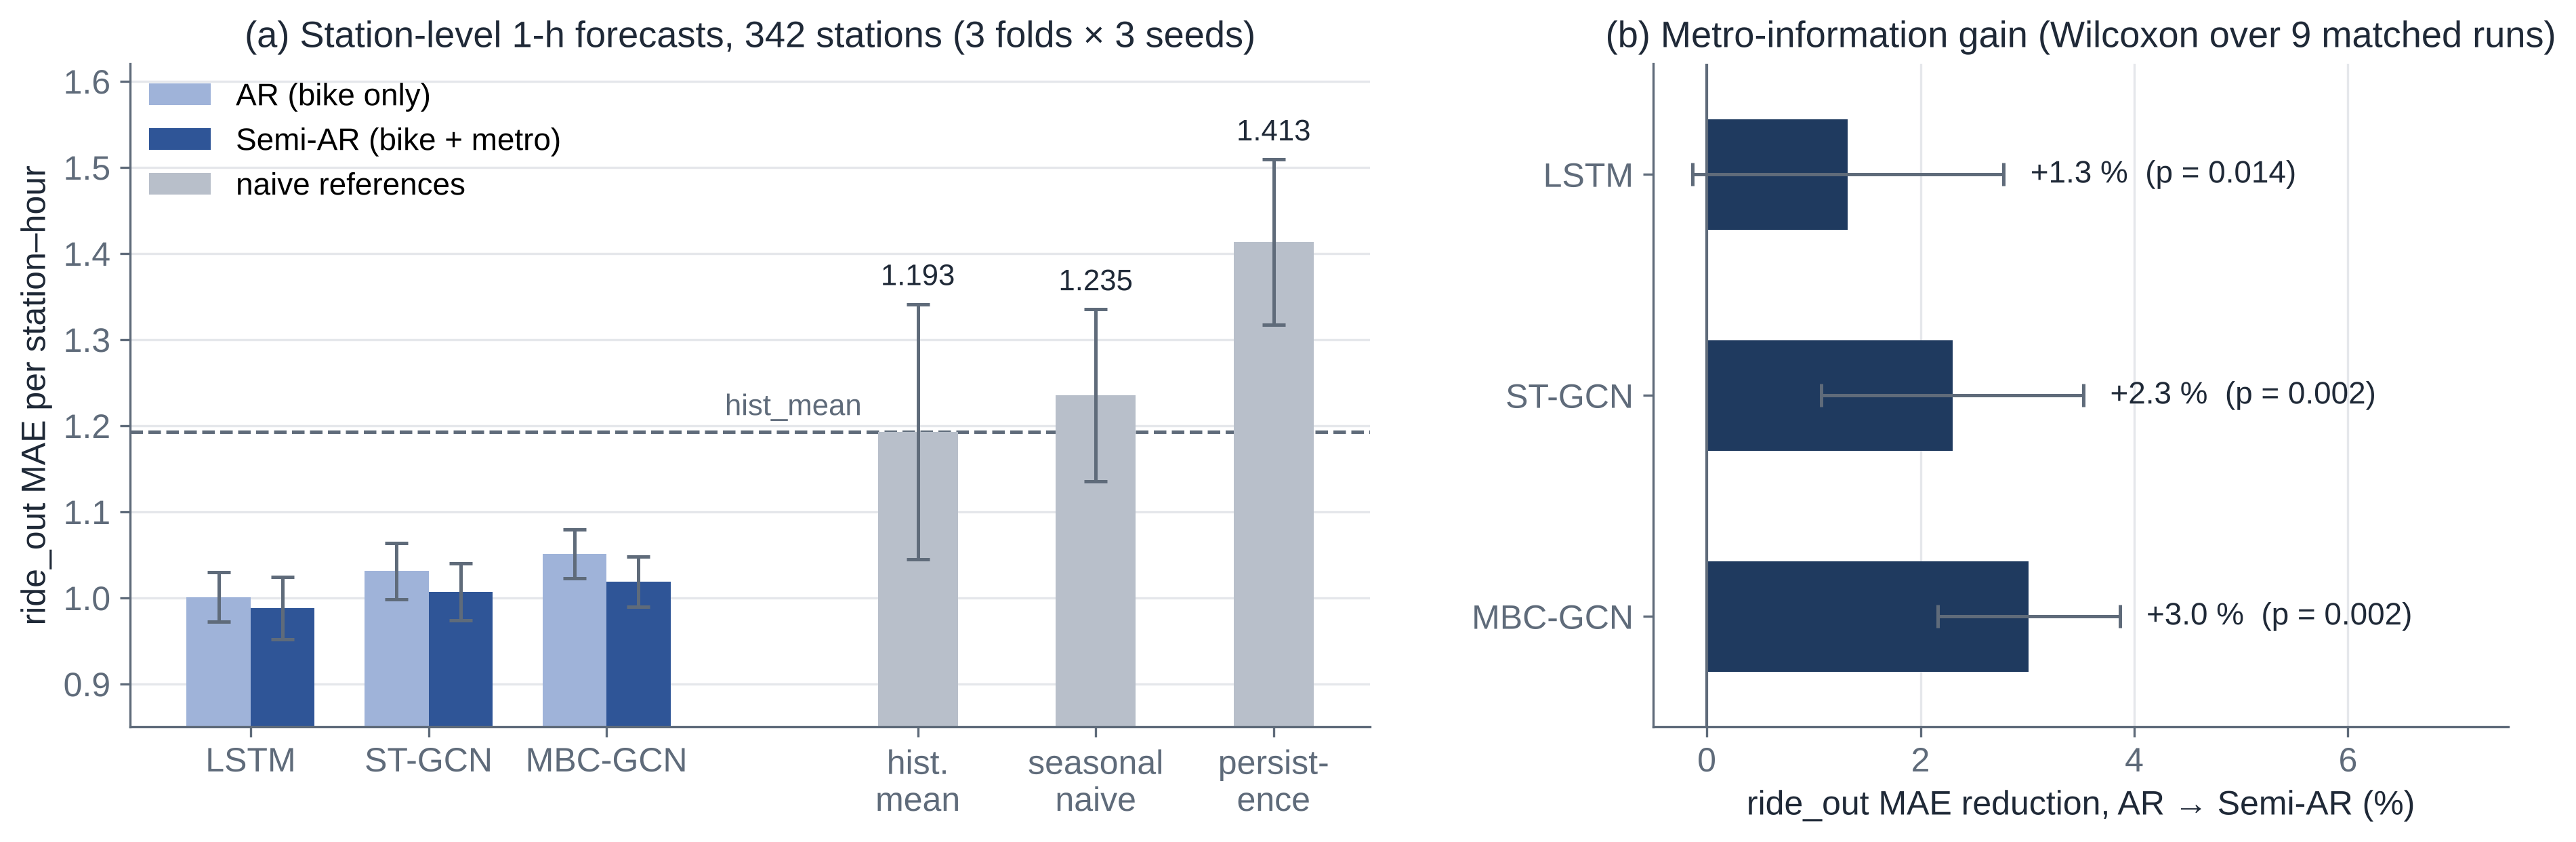 (a) Station-level 1-h forecasts, 342 stations (3 folds × 3 seeds)
ride_out MAE per station–hour
1.6
1.5
1.4
1.3
1.2
1.1
1.0
0.9
AR (bike only)
Semi-AR (bike + metro)
naive references
hist_mean
1.193
1.235
1.413
LSTM
ST-GCN
MBC-GCN
hist.
mean
seasonal
naive
persist-
ence
(b) Metro-information gain (Wilcoxon over 9 matched runs)
LSTM
+1.3 % (p = 0.014)
ST-GCN
+2.3 % (p = 0.002)
MBC-GCN
+3.0 % (p = 0.002)
0
2
4
6
ride_out MAE reduction, AR → Semi-AR (%)